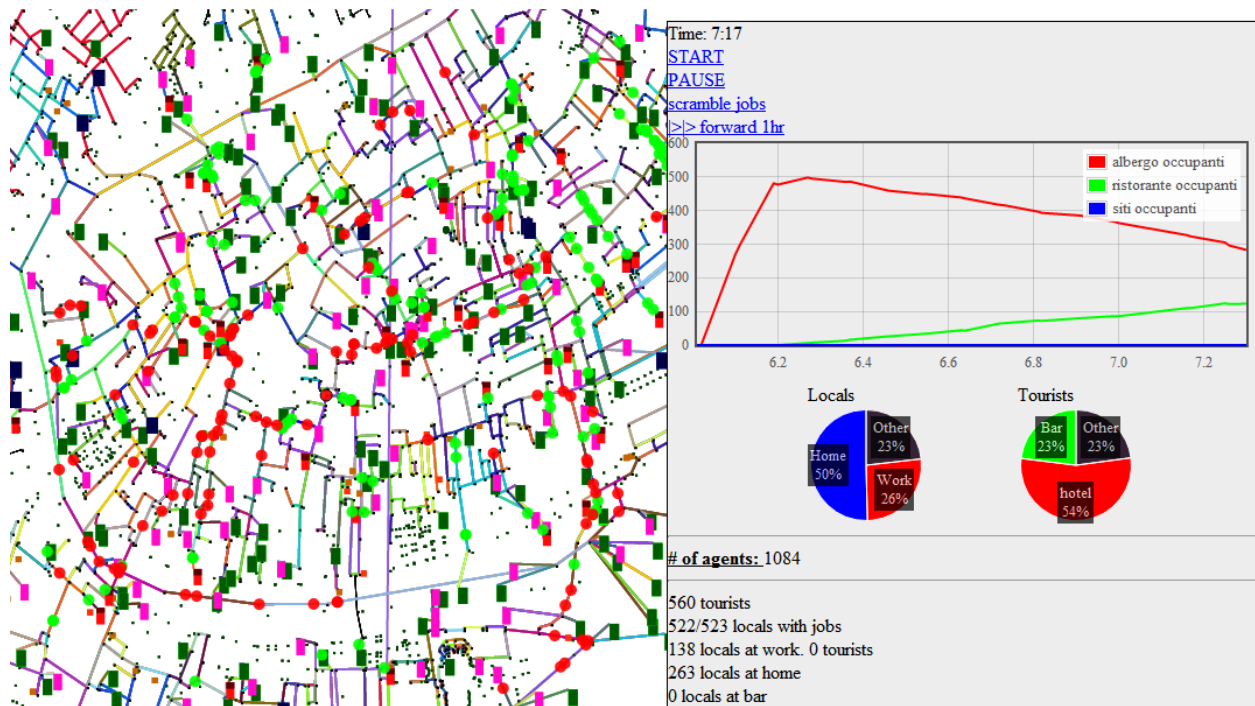 Time: 7:17
START
PAUSE
scramble jobs
|>|> forward 1hr
600
500
400
300
200
100
0
6.2 6.4 6.6 6.8 7.0 7.2
albergo occupanti
ristorante occupanti
siti occupanti
Locals
Other
23%
Home
50%
Work
26%
Tourists
Bar
23%
Other
23%
hotel
54%
# of agents: 1084
560 tourists
522/523 locals with jobs
138 locals at work. 0 tourists
263 locals at home
0 locals at bar